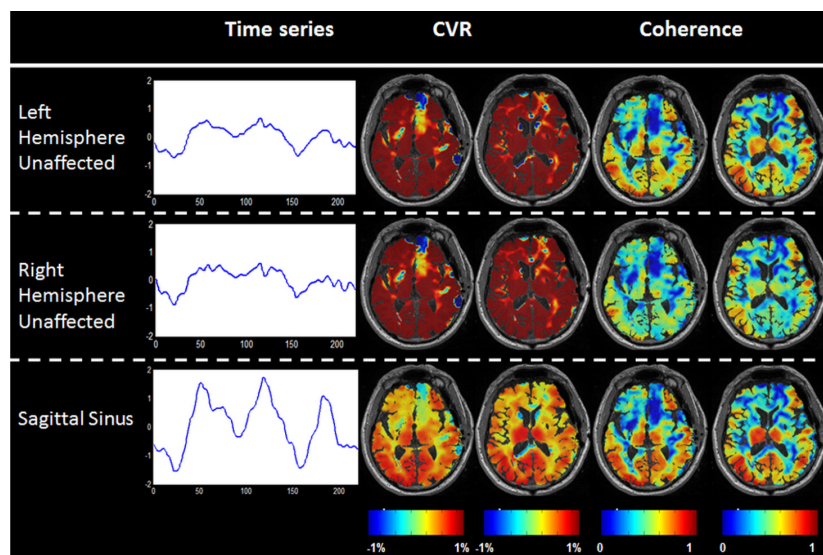 Time series CVR Coherence
Left
Hemisphere
Unaffected
2
1
0
-1
-2
0 50 100 150 200
Right
Hemisphere
Unaffected
2
1
0
-1
-2
0 50 100 150 200
Sagittal Sinus
2
1
0
-1
-2
0 50 100 150 200
-1% 1% -1% 1% 0 1 0 1